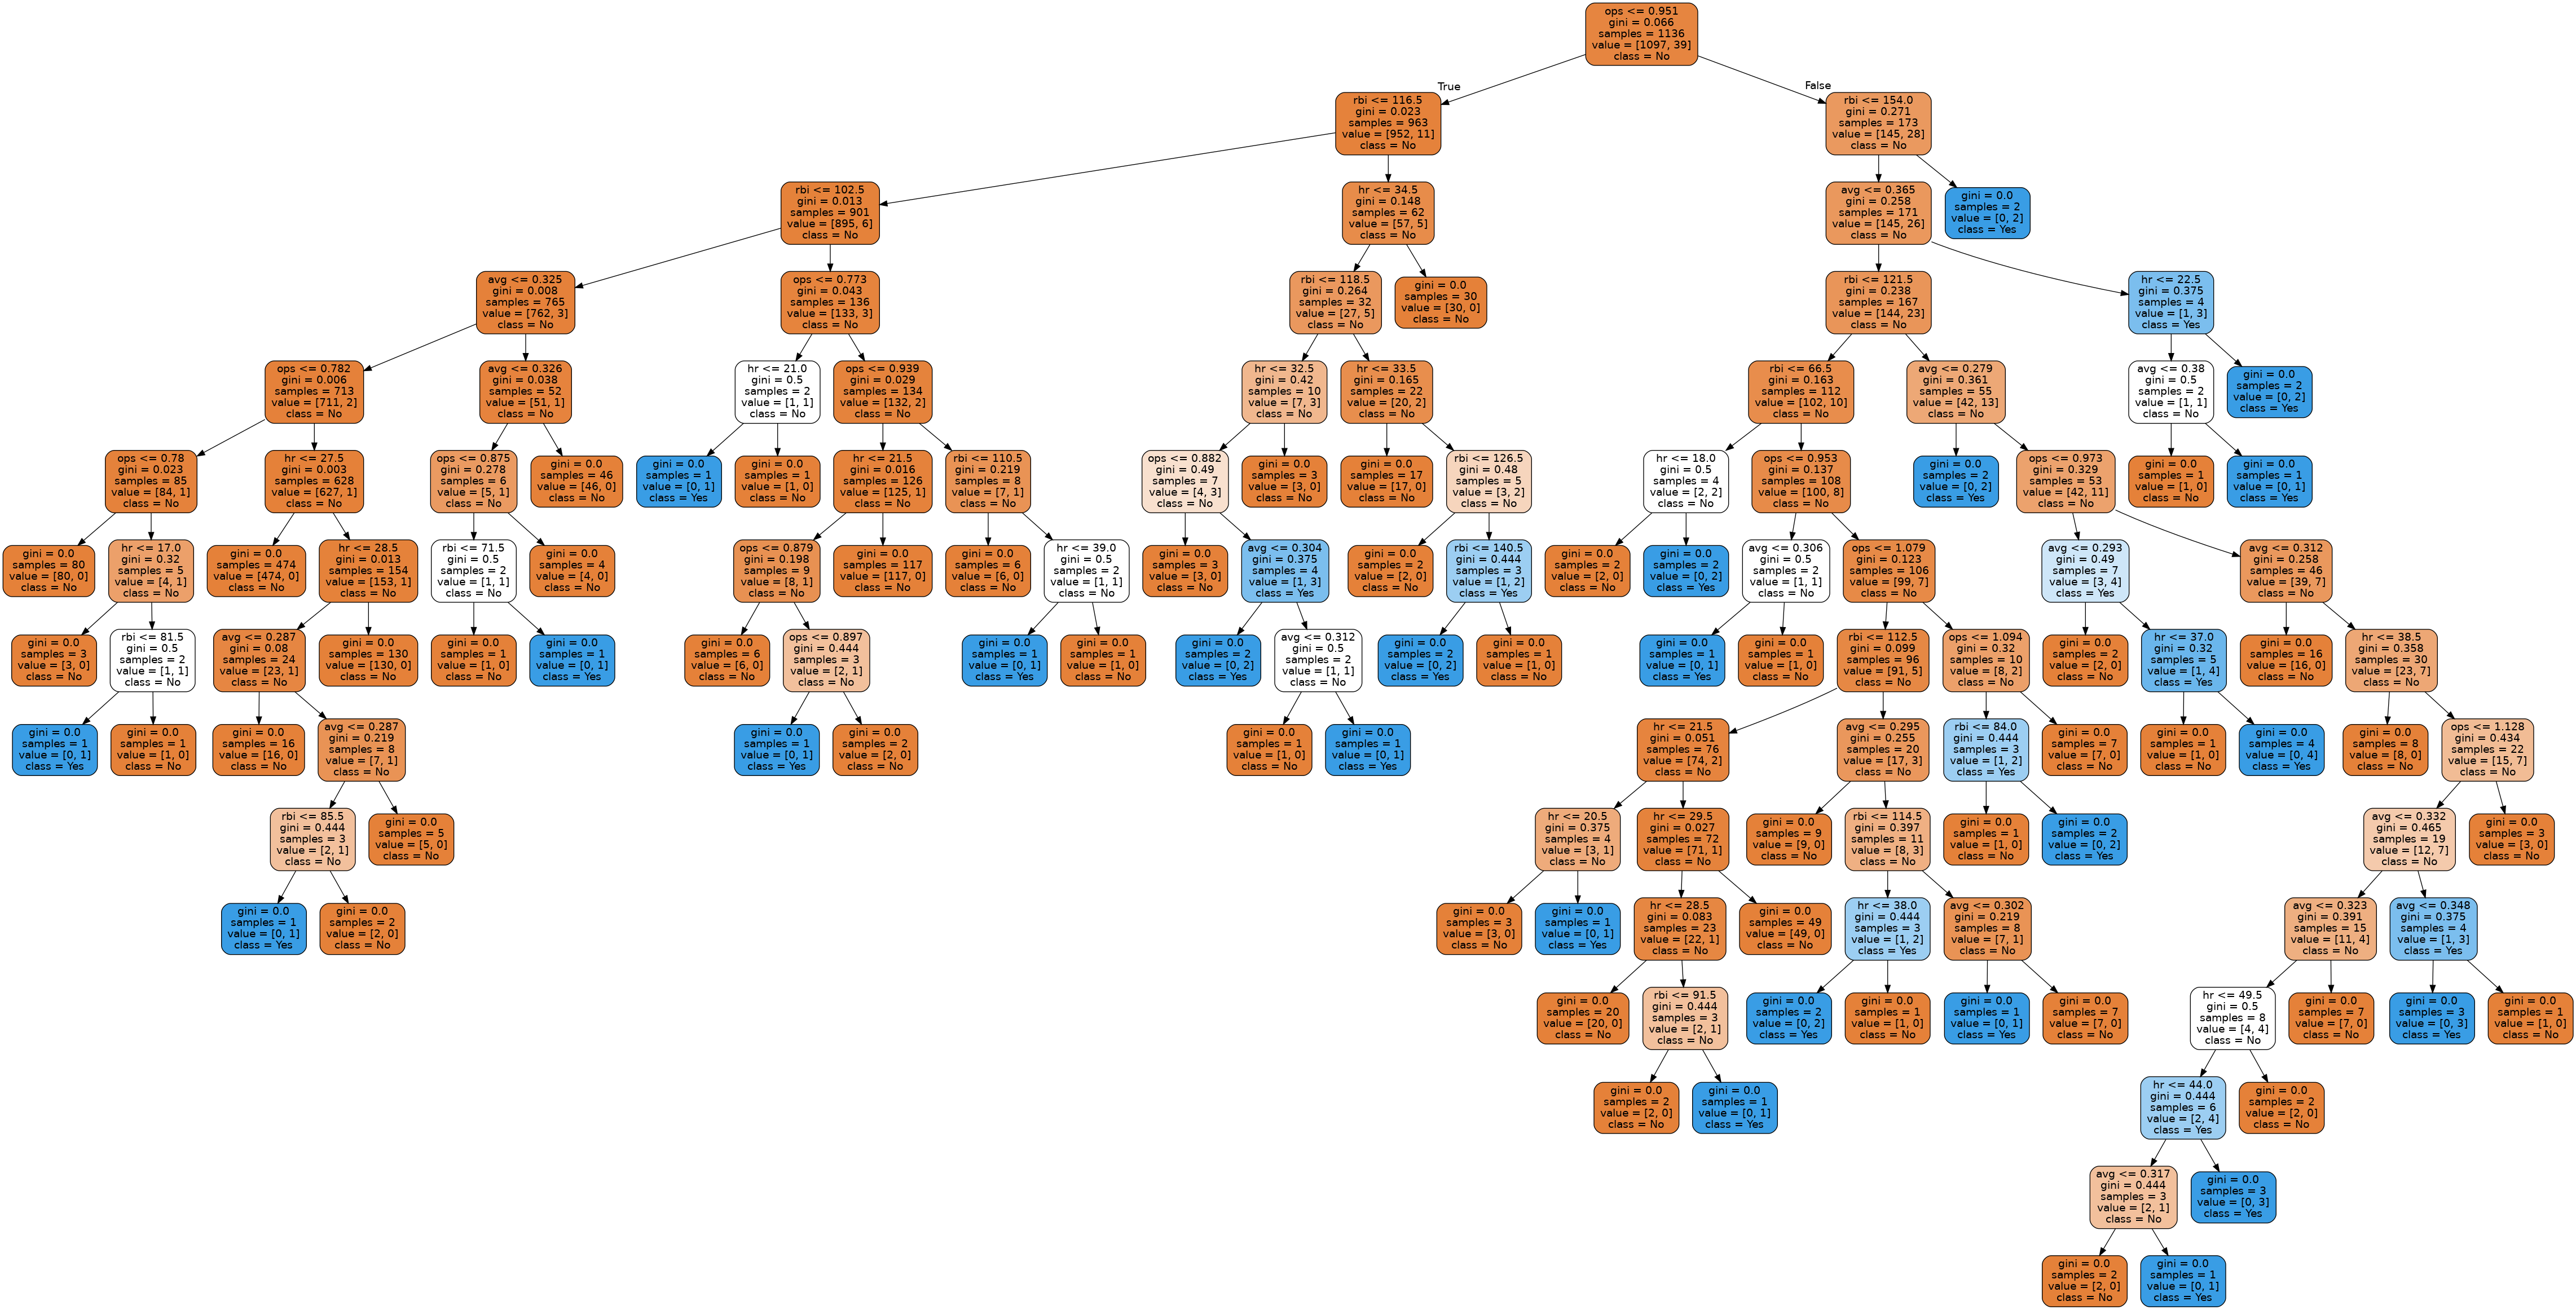 ops <= 0.951
gini = 0.066
samples = 1136
value = [1097, 39]
class = No
True
False
rbi <= 116.5
gini = 0.023
samples = 963
value = [952, 11]
class = No
rbi <= 154.0
gini = 0.271
samples = 173
value = [145, 28]
class = No
rbi <= 102.5
gini = 0.013
samples = 901
value = [895, 6]
class = No
hr <= 34.5
gini = 0.148
samples = 62
value = [57, 5]
class = No
avg <= 0.365
gini = 0.258
samples = 171
value = [145, 26]
class = No
gini = 0.0
samples = 2
value = [0, 2]
class = Yes
avg <= 0.325
gini = 0.008
samples = 765
value = [762, 3]
class = No
ops <= 0.773
gini = 0.043
samples = 136
value = [133, 3]
class = No
rbi <= 118.5
gini = 0.264
samples = 32
value = [27, 5]
class = No
gini = 0.0
samples = 30
value = [30, 0]
class = No
rbi <= 121.5
gini = 0.238
samples = 167
value = [144, 23]
class = No
hr <= 22.5
gini = 0.375
samples = 4
value = [1, 3]
class = Yes
ops <= 0.782
gini = 0.006
samples = 713
value = [711, 2]
class = No
avg <= 0.326
gini = 0.038
samples = 52
value = [51, 1]
class = No
hr <= 21.0
gini = 0.5
samples = 2
value = [1, 1]
class = No
ops <= 0.939
gini = 0.029
samples = 134
value = [132, 2]
class = No
hr <= 32.5
gini = 0.42
samples = 10
value = [7, 3]
class = No
hr <= 33.5
gini = 0.165
samples = 22
value = [20, 2]
class = No
rbi <= 66.5
gini = 0.163
samples = 112
value = [102, 10]
class = No
avg <= 0.279
gini = 0.361
samples = 55
value = [42, 13]
class = No
avg <= 0.38
gini = 0.5
samples = 2
value = [1, 1]
class = No
gini = 0.0
samples = 2
value = [0, 2]
class = Yes
ops <= 0.78
gini = 0.023
samples = 85
value = [84, 1]
class = No
hr <= 27.5
gini = 0.003
samples = 628
value = [627, 1]
class = No
ops <= 0.875
gini = 0.278
samples = 6
value = [5, 1]
class = No
gini = 0.0
samples = 46
value = [46, 0]
class = No
gini = 0.0
samples = 1
value = [0, 1]
class = Yes
gini = 0.0
samples = 1
value = [1, 0]
class = No
hr <= 21.5
gini = 0.016
samples = 126
value = [125, 1]
class = No
rbi <= 110.5
gini = 0.219
samples = 8
value = [7, 1]
class = No
ops <= 0.882
gini = 0.49
samples = 7
value = [4, 3]
class = No
gini = 0.0
samples = 3
value = [3, 0]
class = No
gini = 0.0
samples = 17
value = [17, 0]
class = No
rbi <= 126.5
gini = 0.48
samples = 5
value = [3, 2]
class = No
hr <= 18.0
gini = 0.5
samples = 4
value = [2, 2]
class = No
ops <= 0.953
gini = 0.137
samples = 108
value = [100, 8]
class = No
gini = 0.0
samples = 2
value = [0, 2]
class = Yes
ops <= 0.973
gini = 0.329
samples = 53
value = [42, 11]
class = No
gini = 0.0
samples = 1
value = [1, 0]
class = No
gini = 0.0
samples = 1
value = [0, 1]
class = Yes
gini = 0.0
samples = 80
value = [80, 0]
class = No
hr <= 17.0
gini = 0.32
samples = 5
value = [4, 1]
class = No
gini = 0.0
samples = 474
value = [474, 0]
class = No
hr <= 28.5
gini = 0.013
samples = 154
value = [153, 1]
class = No
rbi <= 71.5
gini = 0.5
samples = 2
value = [1, 1]
class = No
gini = 0.0
samples = 4
value = [4, 0]
class = No
ops <= 0.879
gini = 0.198
samples = 9
value = [8, 1]
class = No
gini = 0.0
samples = 117
value = [117, 0]
class = No
gini = 0.0
samples = 6
value = [6, 0]
class = No
hr <= 39.0
gini = 0.5
samples = 2
value = [1, 1]
class = No
gini = 0.0
samples = 3
value = [3, 0]
class = No
avg <= 0.304
gini = 0.375
samples = 4
value = [1, 3]
class = Yes
gini = 0.0
samples = 2
value = [2, 0]
class = No
rbi <= 140.5
gini = 0.444
samples = 3
value = [1, 2]
class = Yes
gini = 0.0
samples = 2
value = [2, 0]
class = No
gini = 0.0
samples = 2
value = [0, 2]
class = Yes
avg <= 0.306
gini = 0.5
samples = 2
value = [1, 1]
class = No
ops <= 1.079
gini = 0.123
samples = 106
value = [99, 7]
class = No
avg <= 0.293
gini = 0.49
samples = 7
value = [3, 4]
class = Yes
avg <= 0.312
gini = 0.258
samples = 46
value = [39, 7]
class = No
gini = 0.0
samples = 3
value = [3, 0]
class = No
rbi <= 81.5
gini = 0.5
samples = 2
value = [1, 1]
class = No
avg <= 0.287
gini = 0.08
samples = 24
value = [23, 1]
class = No
gini = 0.0
samples = 130
value = [130, 0]
class = No
gini = 0.0
samples = 1
value = [1, 0]
class = No
gini = 0.0
samples = 1
value = [0, 1]
class = Yes
gini = 0.0
samples = 6
value = [6, 0]
class = No
ops <= 0.897
gini = 0.444
samples = 3
value = [2, 1]
class = No
gini = 0.0
samples = 1
value = [0, 1]
class = Yes
gini = 0.0
samples = 1
value = [1, 0]
class = No
gini = 0.0
samples = 2
value = [0, 2]
class = Yes
avg <= 0.312
gini = 0.5
samples = 2
value = [1, 1]
class = No
gini = 0.0
samples = 2
value = [0, 2]
class = Yes
gini = 0.0
samples = 1
value = [1, 0]
class = No
gini = 0.0
samples = 1
value = [0, 1]
class = Yes
gini = 0.0
samples = 1
value = [1, 0]
class = No
rbi <= 112.5
gini = 0.099
samples = 96
value = [91, 5]
class = No
ops <= 1.094
gini = 0.32
samples = 10
value = [8, 2]
class = No
gini = 0.0
samples = 2
value = [2, 0]
class = No
hr <= 37.0
gini = 0.32
samples = 5
value = [1, 4]
class = Yes
gini = 0.0
samples = 16
value = [16, 0]
class = No
hr <= 38.5
gini = 0.358
samples = 30
value = [23, 7]
class = No
gini = 0.0
samples = 1
value = [0, 1]
class = Yes
gini = 0.0
samples = 1
value = [1, 0]
class = No
gini = 0.0
samples = 16
value = [16, 0]
class = No
avg <= 0.287
gini = 0.219
samples = 8
value = [7, 1]
class = No
gini = 0.0
samples = 1
value = [0, 1]
class = Yes
gini = 0.0
samples = 2
value = [2, 0]
class = No
gini = 0.0
samples = 1
value = [1, 0]
class = No
gini = 0.0
samples = 1
value = [0, 1]
class = Yes
hr <= 21.5
gini = 0.051
samples = 76
value = [74, 2]
class = No
avg <= 0.295
gini = 0.255
samples = 20
value = [17, 3]
class = No
rbi <= 84.0
gini = 0.444
samples = 3
value = [1, 2]
class = Yes
gini = 0.0
samples = 7
value = [7, 0]
class = No
gini = 0.0
samples = 1
value = [1, 0]
class = No
gini = 0.0
samples = 4
value = [0, 4]
class = Yes
gini = 0.0
samples = 8
value = [8, 0]
class = No
ops <= 1.128
gini = 0.434
samples = 22
value = [15, 7]
class = No
rbi <= 85.5
gini = 0.444
samples = 3
value = [2, 1]
class = No
gini = 0.0
samples = 5
value = [5, 0]
class = No
hr <= 20.5
gini = 0.375
samples = 4
value = [3, 1]
class = No
hr <= 29.5
gini = 0.027
samples = 72
value = [71, 1]
class = No
gini = 0.0
samples = 9
value = [9, 0]
class = No
rbi <= 114.5
gini = 0.397
samples = 11
value = [8, 3]
class = No
gini = 0.0
samples = 1
value = [1, 0]
class = No
gini = 0.0
samples = 2
value = [0, 2]
class = Yes
avg <= 0.332
gini = 0.465
samples = 19
value = [12, 7]
class = No
gini = 0.0
samples = 3
value = [3, 0]
class = No
gini = 0.0
samples = 1
value = [0, 1]
class = Yes
gini = 0.0
samples = 2
value = [2, 0]
class = No
gini = 0.0
samples = 3
value = [3, 0]
class = No
gini = 0.0
samples = 1
value = [0, 1]
class = Yes
hr <= 28.5
gini = 0.083
samples = 23
value = [22, 1]
class = No
gini = 0.0
samples = 49
value = [49, 0]
class = No
hr <= 38.0
gini = 0.444
samples = 3
value = [1, 2]
class = Yes
avg <= 0.302
gini = 0.219
samples = 8
value = [7, 1]
class = No
avg <= 0.323
gini = 0.391
samples = 15
value = [11, 4]
class = No
avg <= 0.348
gini = 0.375
samples = 4
value = [1, 3]
class = Yes
gini = 0.0
samples = 20
value = [20, 0]
class = No
rbi <= 91.5
gini = 0.444
samples = 3
value = [2, 1]
class = No
gini = 0.0
samples = 2
value = [0, 2]
class = Yes
gini = 0.0
samples = 1
value = [1, 0]
class = No
gini = 0.0
samples = 1
value = [0, 1]
class = Yes
gini = 0.0
samples = 7
value = [7, 0]
class = No
hr <= 49.5
gini = 0.5
samples = 8
value = [4, 4]
class = No
gini = 0.0
samples = 7
value = [7, 0]
class = No
gini = 0.0
samples = 3
value = [0, 3]
class = Yes
gini = 0.0
samples = 1
value = [1, 0]
class = No
gini = 0.0
samples = 2
value = [2, 0]
class = No
gini = 0.0
samples = 1
value = [0, 1]
class = Yes
hr <= 44.0
gini = 0.444
samples = 6
value = [2, 4]
class = Yes
gini = 0.0
samples = 2
value = [2, 0]
class = No
avg <= 0.317
gini = 0.444
samples = 3
value = [2, 1]
class = No
gini = 0.0
samples = 3
value = [0, 3]
class = Yes
gini = 0.0
samples = 2
value = [2, 0]
class = No
gini = 0.0
samples = 1
value = [0, 1]
class = Yes